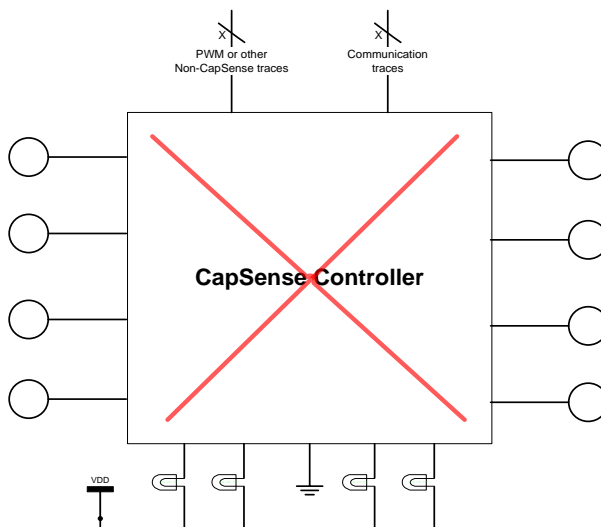 X
X
PWM or other
Non-CapSense traces
Communication
traces
CapSense Controller
VDD